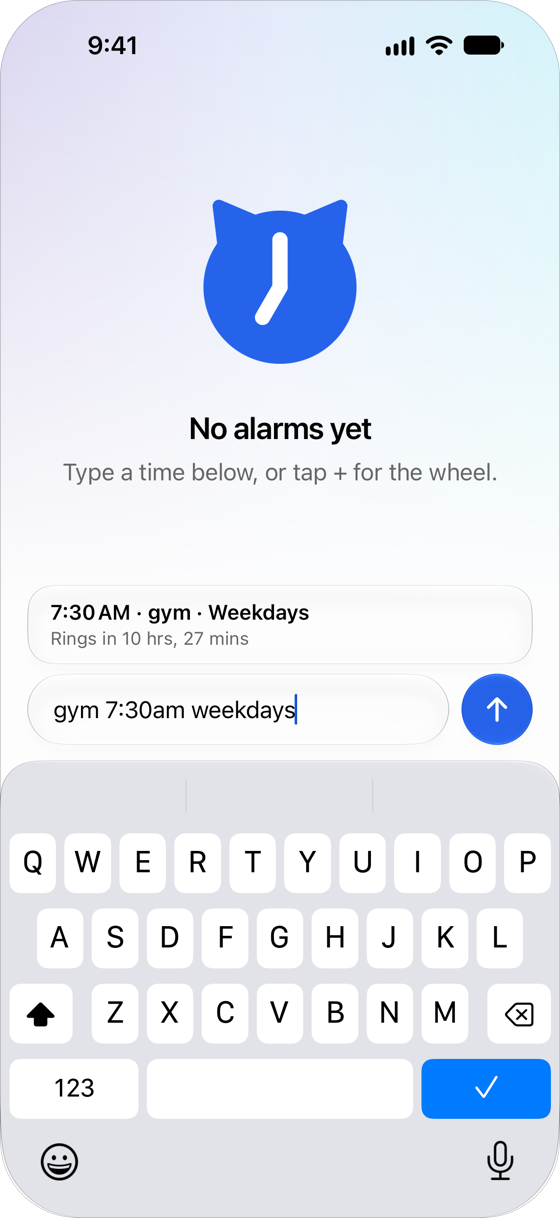 9:41
No alarms yet
Type a time below, or tap + for the wheel.
7:30 AM · gym · Weekdays
Rings in 10 hrs, 27 mins
gym 7:30am weekdays
Q W E R T Y U I O P
A S D F G H J K L
Z X C V B N M
123